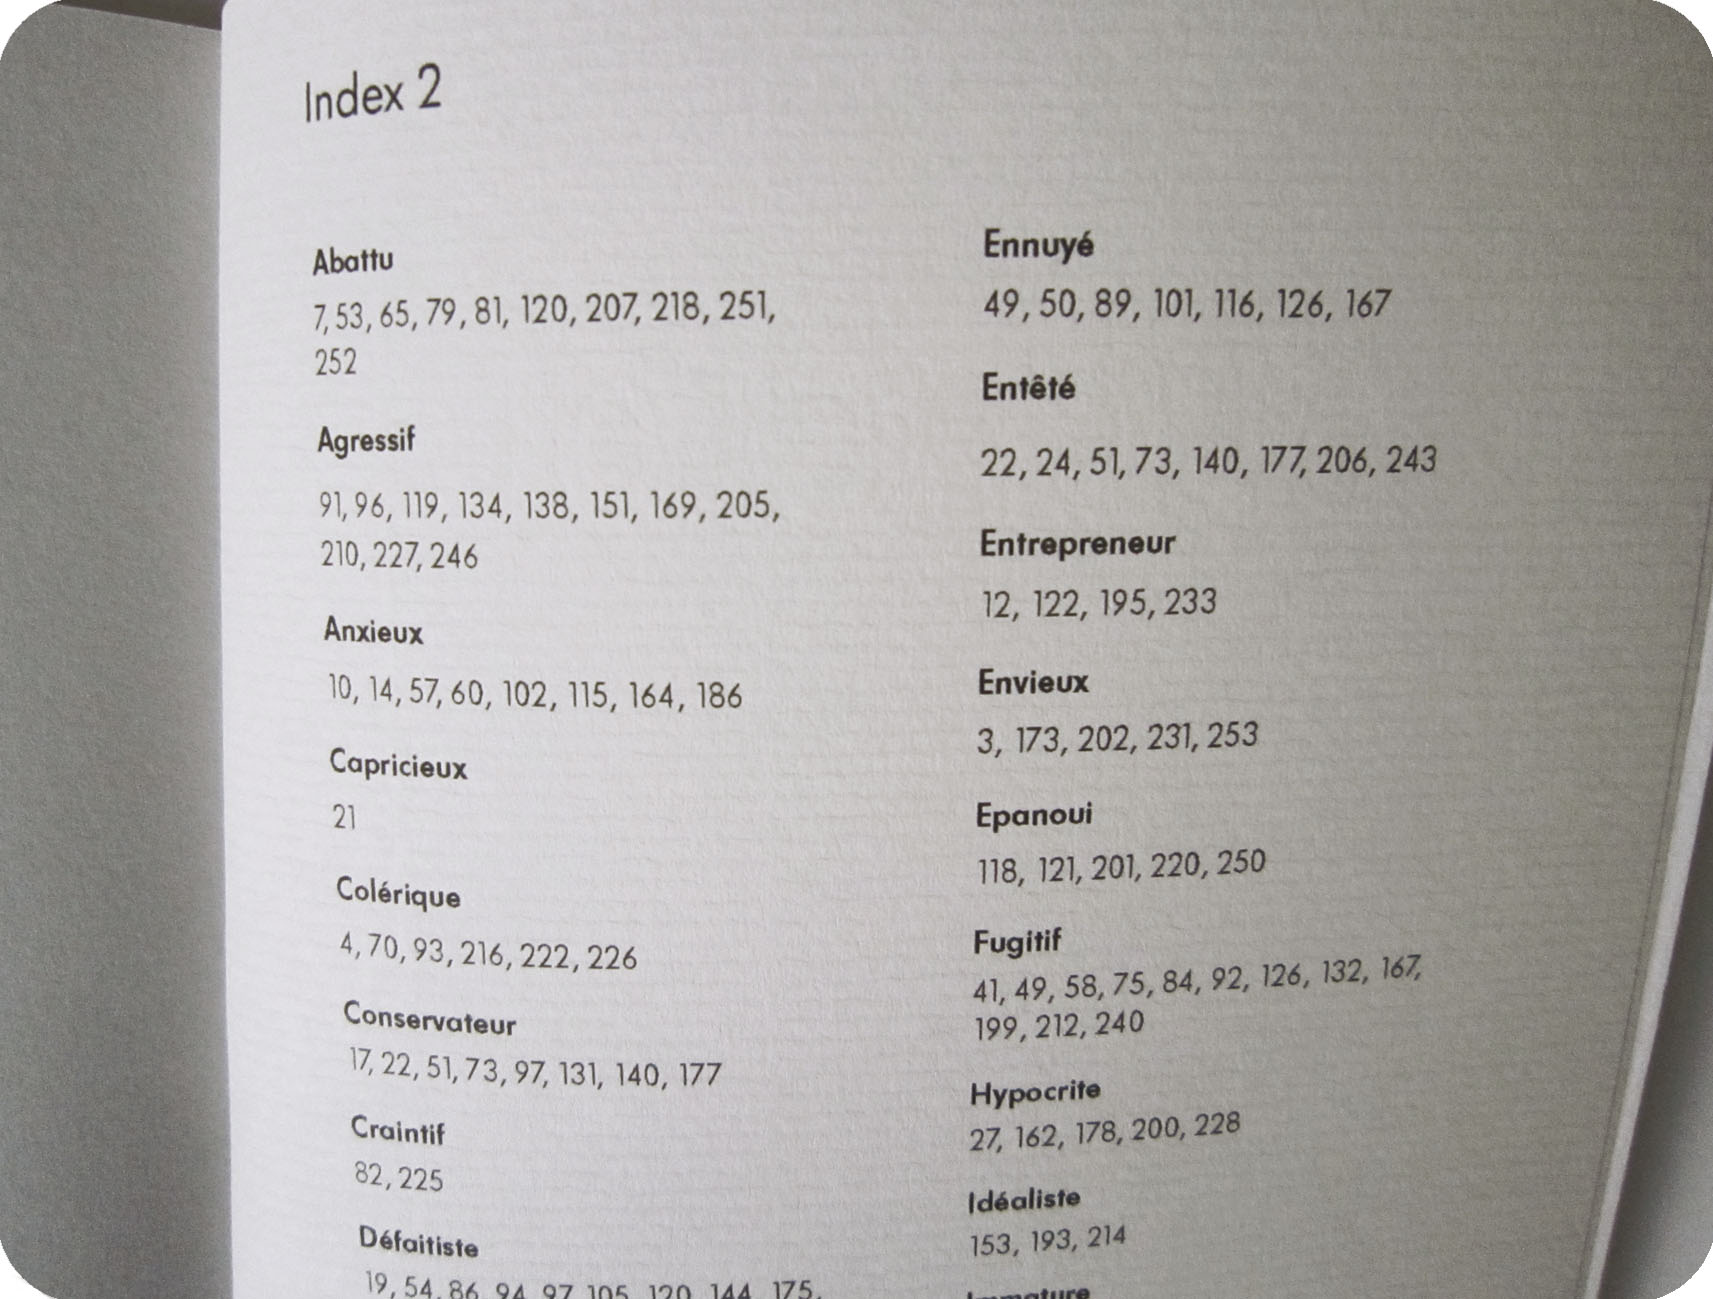 Index 2
Abattu
7, 53, 65, 79, 81, 120, 207, 218, 251,
252
Agressif
91, 96, 119, 134, 138, 151, 169, 205,
210, 227, 246
Anxieux
10, 14, 57, 60, 102, 115, 164, 186
Capricieux
21
Colérique
4, 70, 93, 216, 222, 226
Conservateur
17, 22, 51, 73, 97, 131, 140, 177
Craintif
82, 225
Défaitiste
19, 54, 86, 94, 97, 105, 120, 144, 175,
Ennuyé
49, 50, 89, 101, 116, 126, 167
Entêté
22, 24, 51, 73, 140, 177, 206, 243
Entrepreneur
12, 122, 195, 233
Envieux
3, 173, 202, 231, 253
Epanoui
118, 121, 201, 220, 250
Fugitif
41, 49, 58, 75, 84, 92, 126, 132, 167,
199, 212, 240
Hypocrite
27, 162, 178, 200, 228
Idéaliste
153, 193, 214
Immature